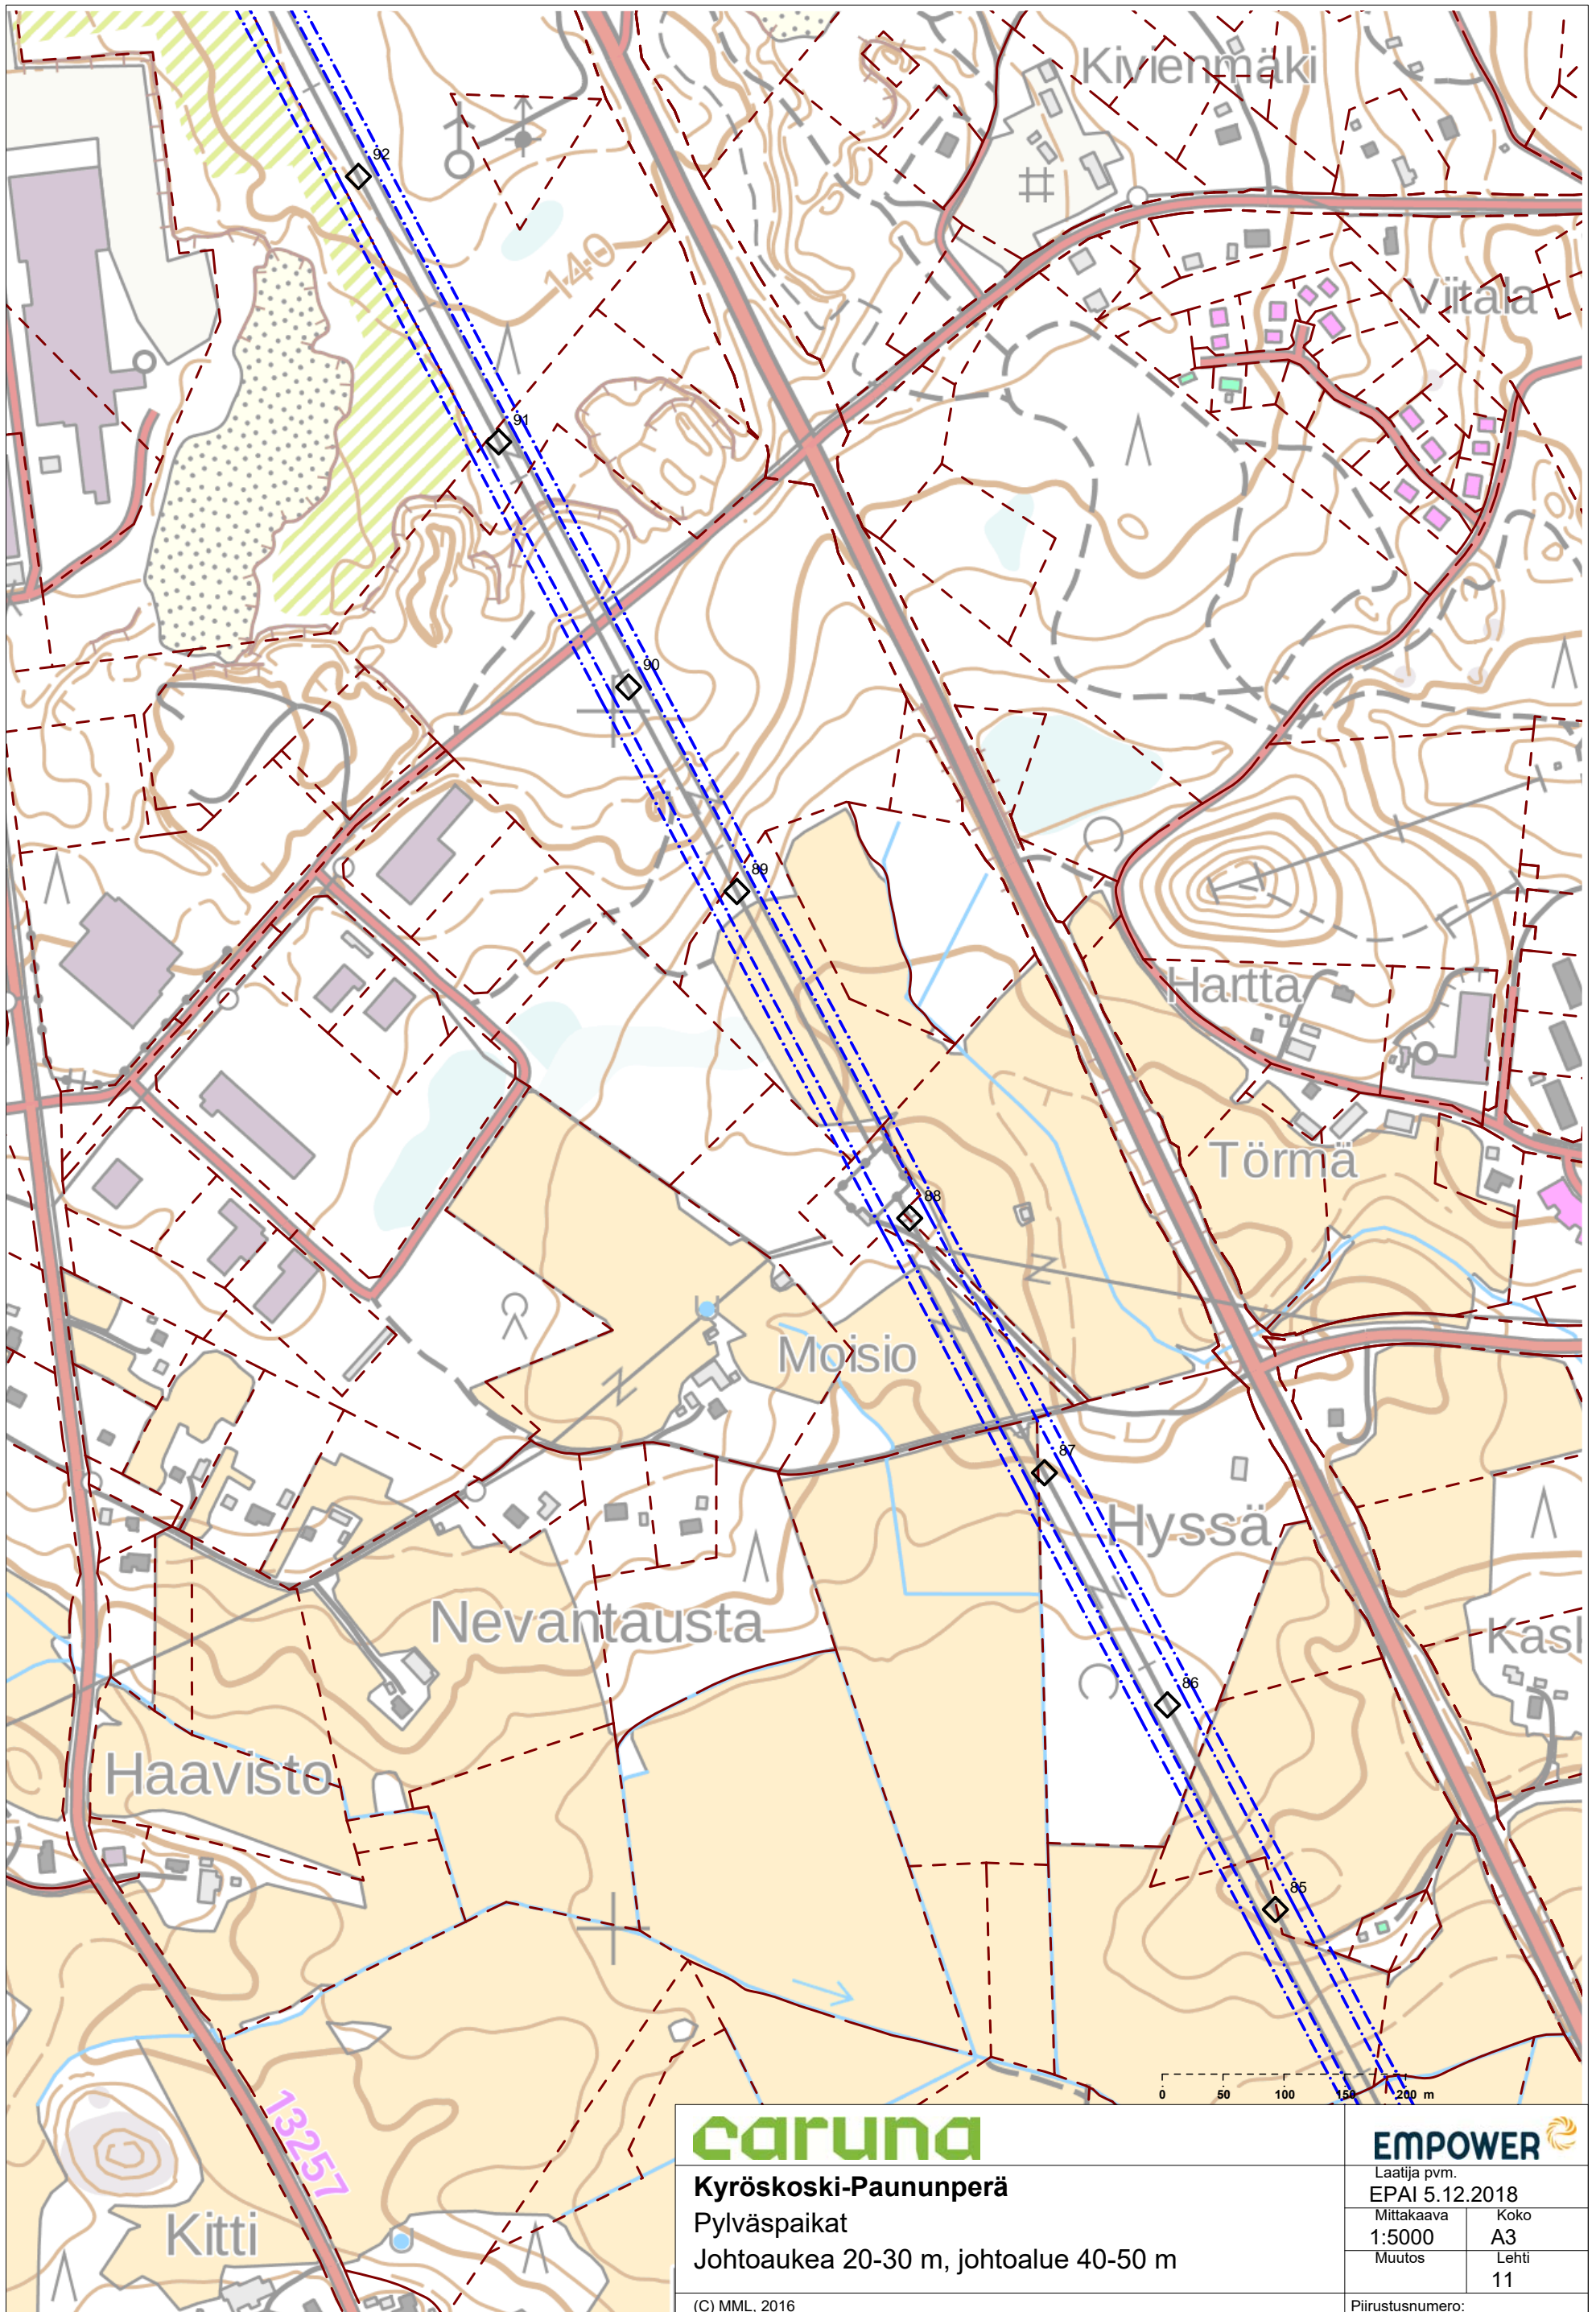 Kivienmäki
92
140
Viitala
91
90
89
Hartta
Törmä
88
Moisio
87
Hyssä
Nevantausta
86
Kask
Haavisto
85
0 50 100 150 200 m
13257
Kitti
caruna
EMPOWER
Kyröskoski-Paununperä
Pylväspaikat
Johtoaukea 20-30 m, johtoalue 40-50 m
Laatija pvm.
EPAI 5.12.2018
Mittakaava Koko
1:5000 A3
Muutos Lehti
11
(C) MML, 2016
Piirustusnumero: